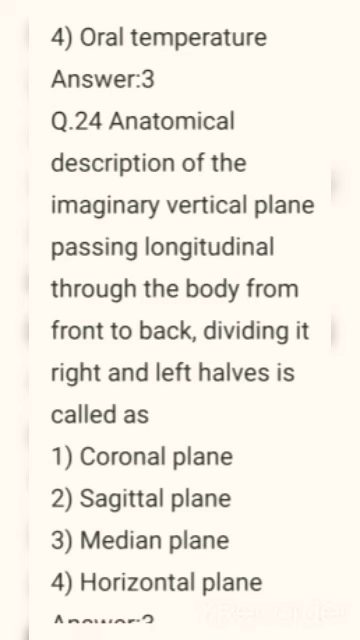 4) Oral temperature
Answer:3
Q.24 Anatomical
description of the
imaginary vertical plane
passing longitudinal
through the body from
front to back, dividing it
right and left halves is
called as
1) Coronal plane
2) Sagittal plane
3) Median plane
4) Horizontal plane